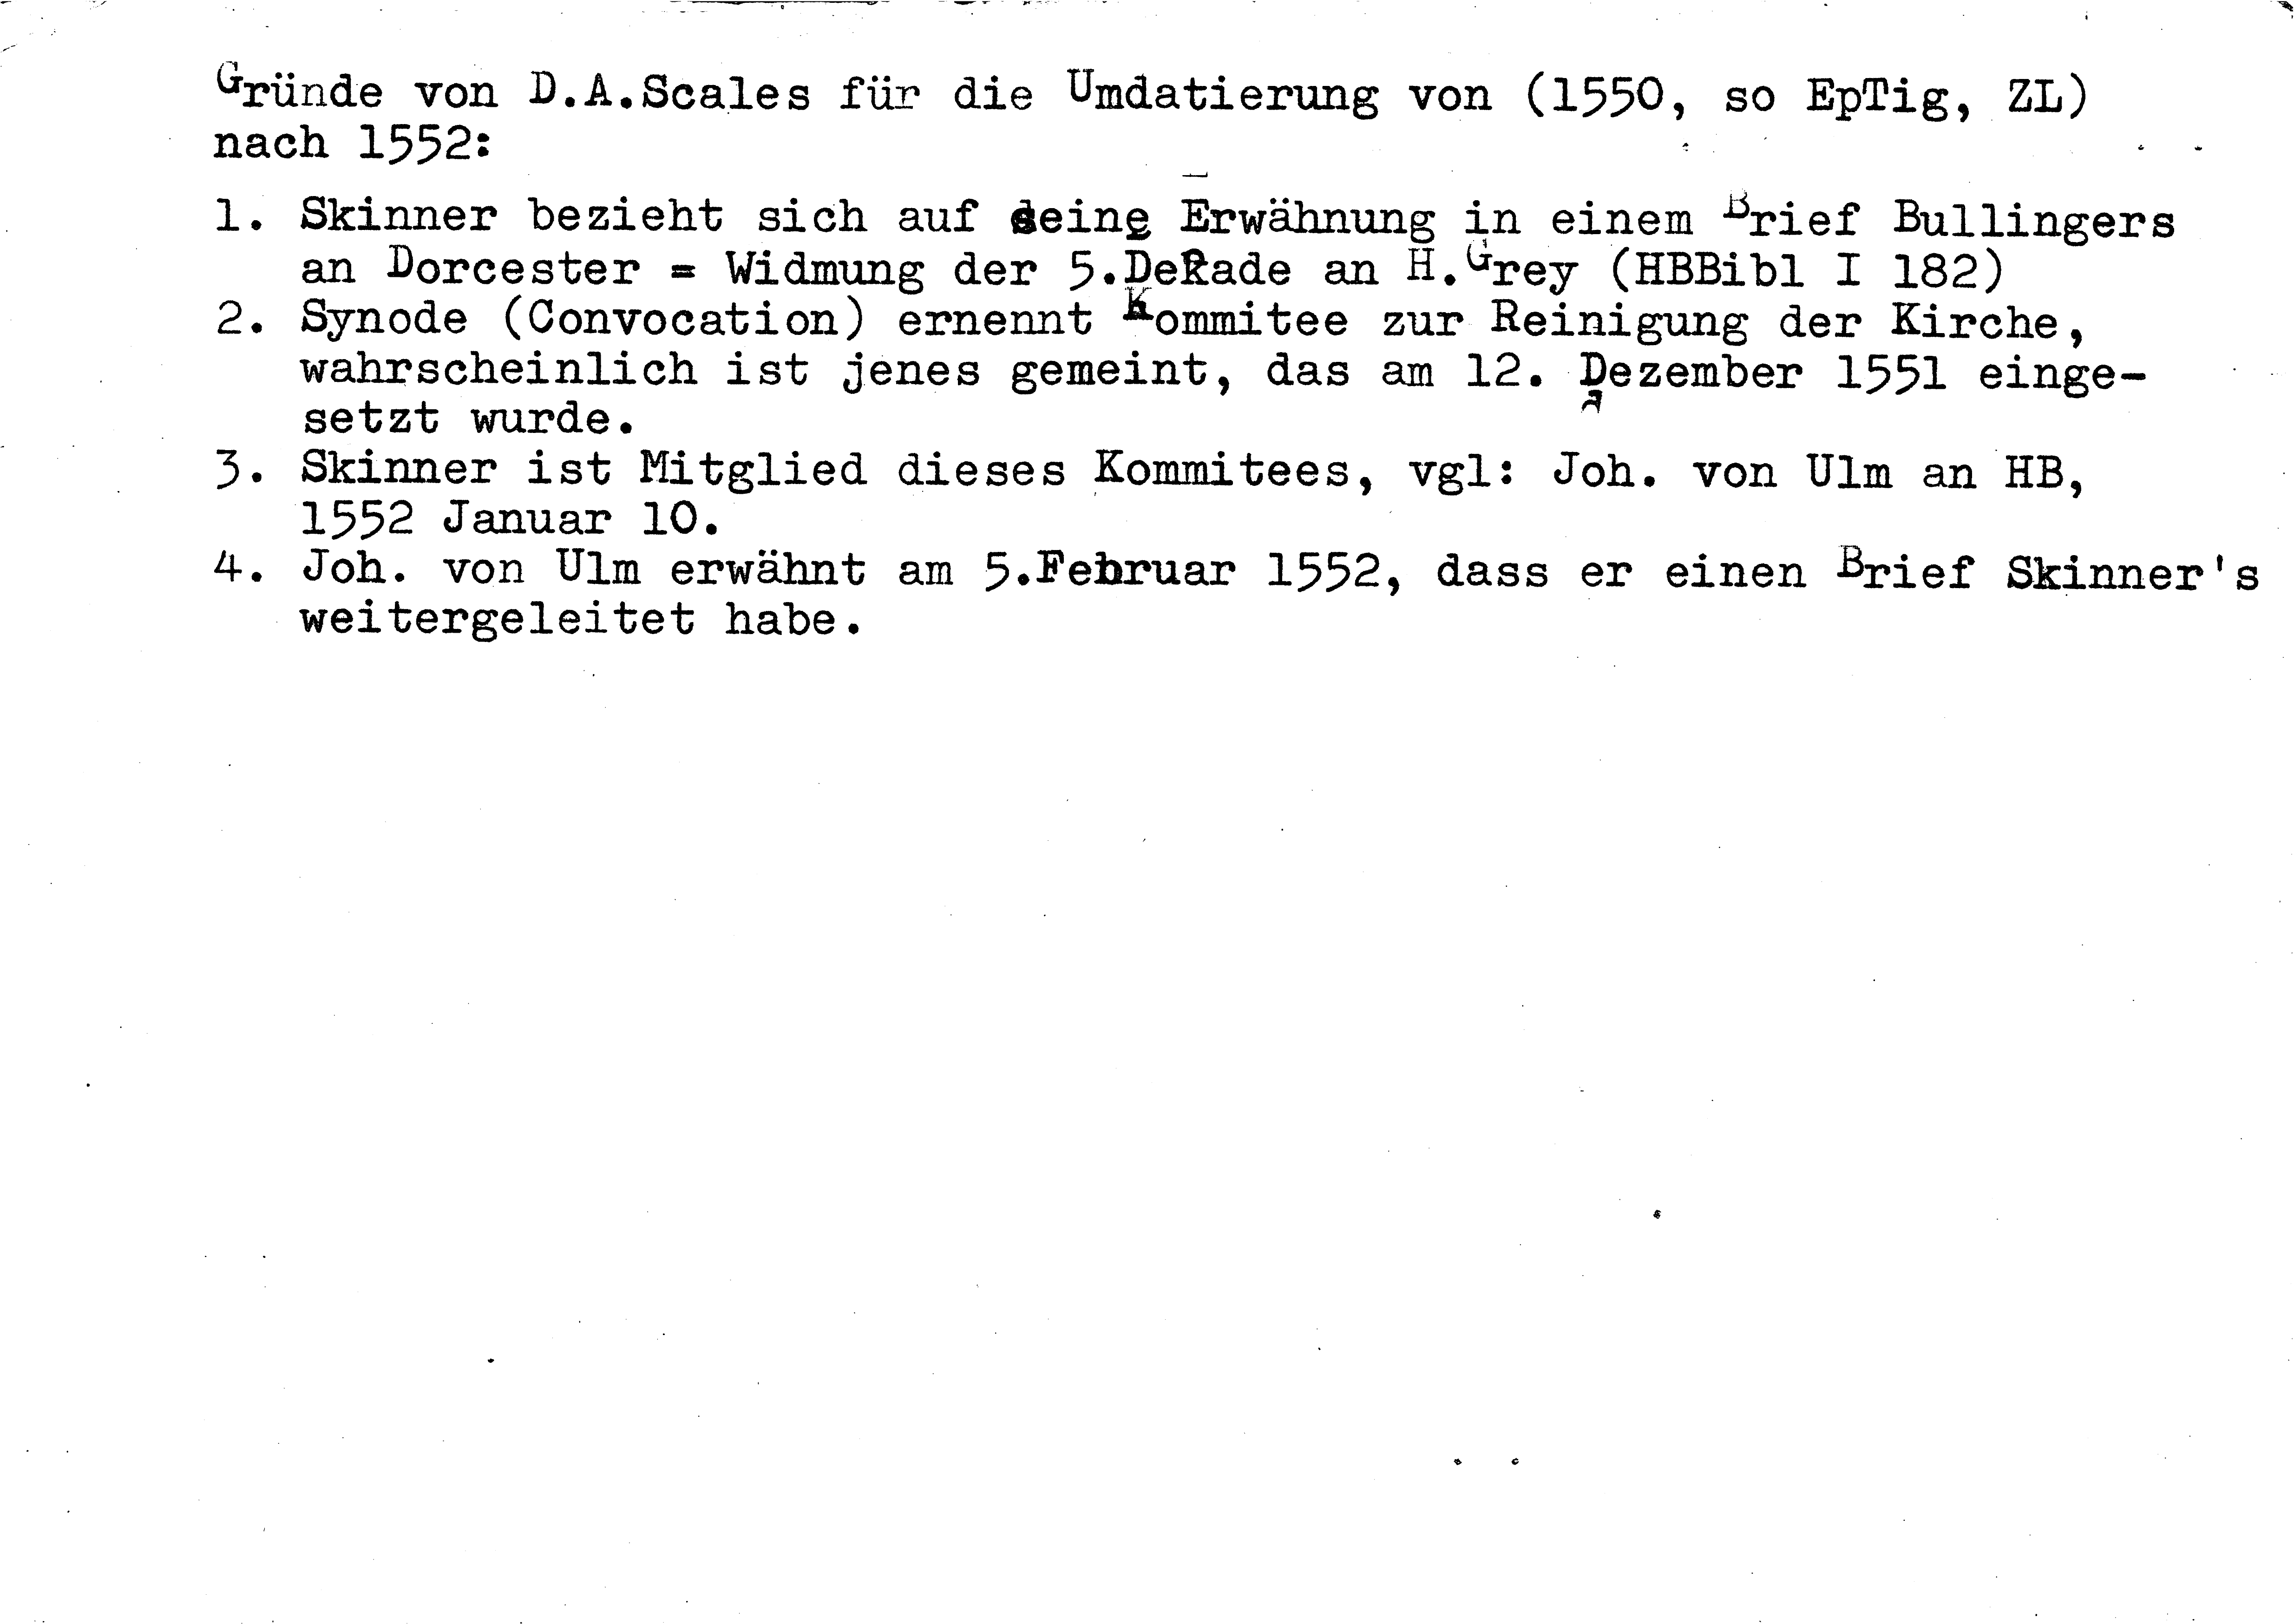 Gründe von D.A.Scales für die Umdatierung von (1550, so EpTig, ZL)
nach 1552:
1. Skinner bezieht sich auf seine Erwähnung in einem Brief Bullingers
an Dorcester = Widmung der 5.Dekade an H.Grey (HBBibl I 182)
2. Synode (Convocation) ernennt Kommitee zur Reinigung der Kirche,
wahrscheinlich ist jenes gemeint, das am 12. Dezember 1551 einge-
setzt wurde.
3. Skinner ist Mitglied dieses Kommitees, vgl: Joh. von Ulm an HB,
1552 Januar 10.
4. Joh. von Ulm erwähnt am 5.Februar 1552, dass er einen Brief Skinner's
weitergeleitet habe.